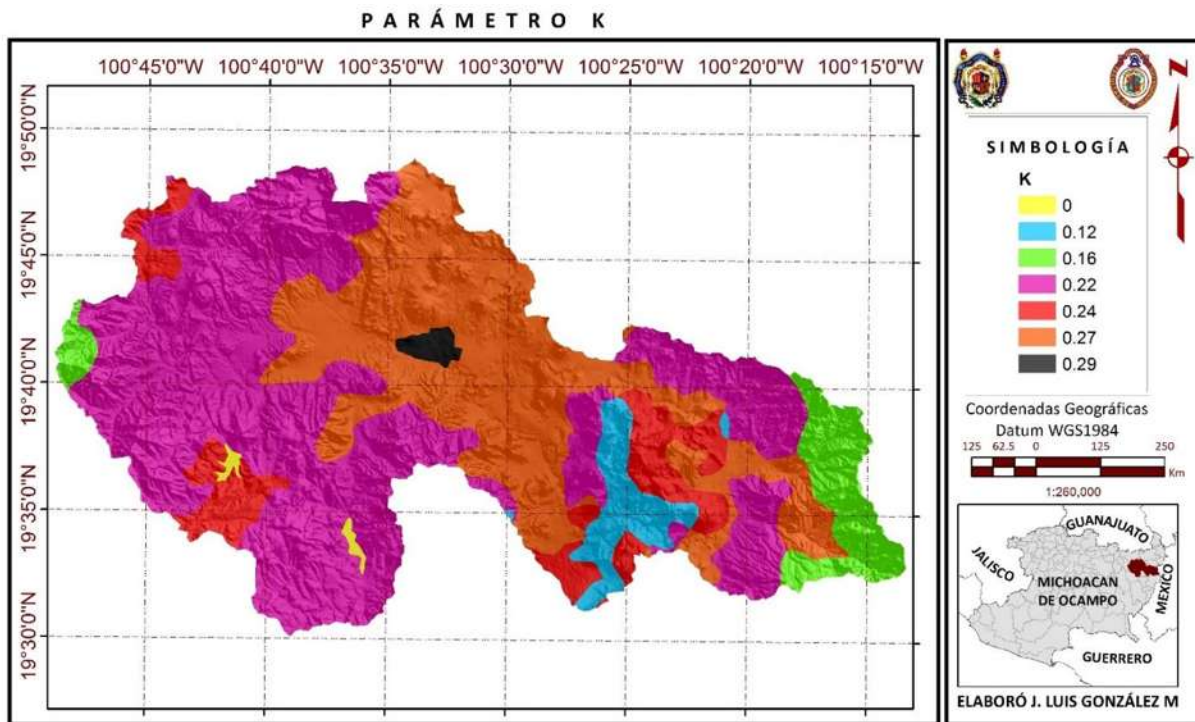 PARÁMETRO K
100°45'0"W 100°40'0"W 100°35'0"W 100°30'0"W 100°25'0"W 100°20'0"W 100°15'0"W
19°50'0"N
19°45'0"N
19°40'0"N
19°35'0"N
19°30'0"N
Z
SIMBOLOGÍA
K
0
0.12
0.16
0.22
0.24
0.27
0.29
Coordenadas Geográficas
Datum WGS1984
125 62.5 0 125 250
Km
1:260,000
GUANAJUATO
JALISCO
MICHOACAN
DE OCAMPO
MEXICO
GUERRERO
ELABORÓ J. LUIS GONZÁLEZ M